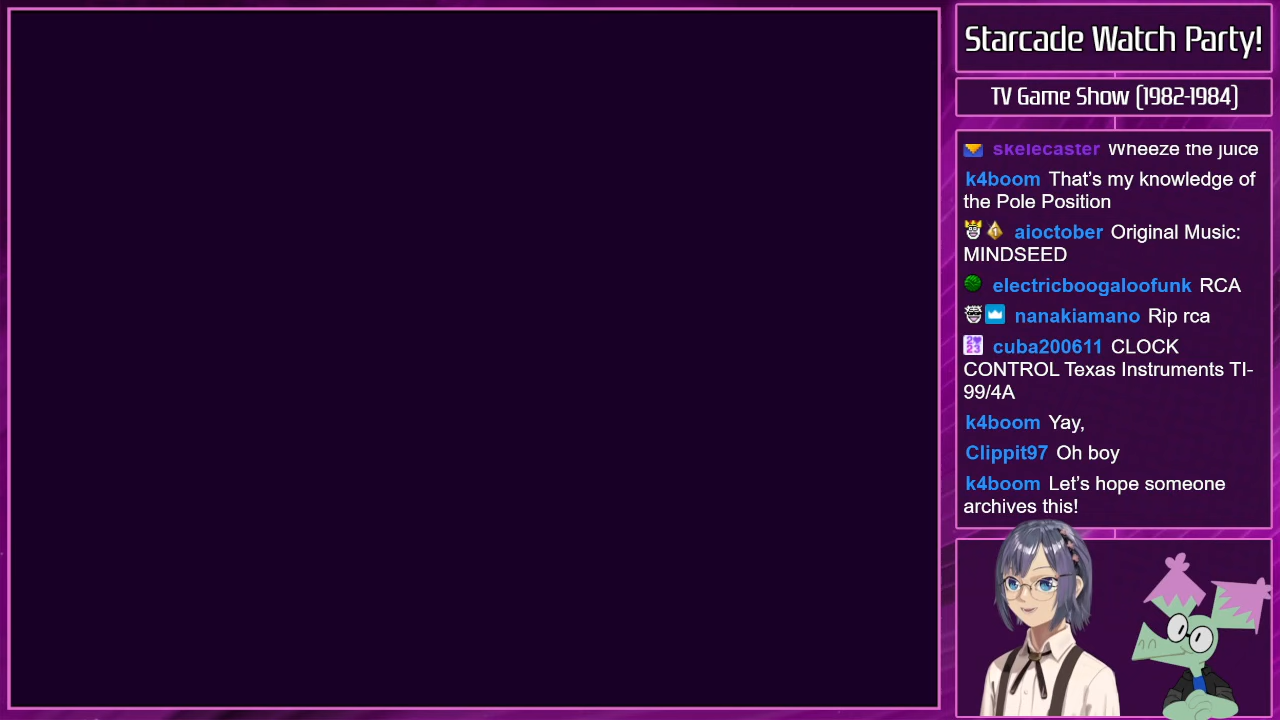 Starcade Watch Party!
TV Game Show (1982-1984)
skelecaster Wheeze the juice
k4boom That's my knowledge of
the Pole Position
aioctober Original Music:
MINDSEED
electricboogaloofunk RCA
nanakiamano Rip rca
cuba200611 CLOCK
CONTROL Texas Instruments TI-
99/4A
k4boom Yay,
Clippit97 Oh boy
k4boom Let's hope someone
archives this!